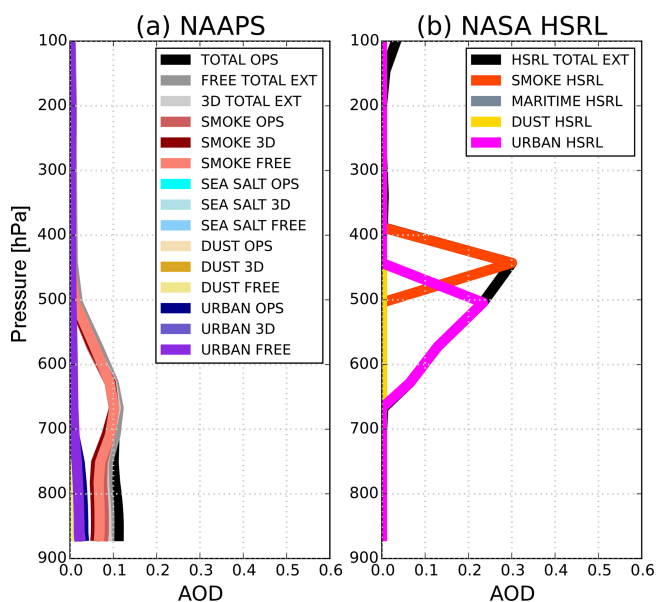 (a) NAAPS
(b) NASA HSRL
Pressure [hPa]
100
200
300
400
500
600
700
800
900
TOTAL OPS
FREE TOTAL EXT
3D TOTAL EXT
SMOKE OPS
SMOKE 3D
SMOKE FREE
SEA SALT OPS
SEA SALT 3D
SEA SALT FREE
DUST OPS
DUST 3D
DUST FREE
URBAN OPS
URBAN 3D
URBAN FREE
0.0 0.1 0.2 0.3 0.4 0.5 0.6
AOD
100
200
300
400
500
600
700
800
900
HSRL TOTAL EXT
SMOKE HSRL
MARITIME HSRL
DUST HSRL
URBAN HSRL
0.0 0.1 0.2 0.3 0.4 0.5 0.6
AOD